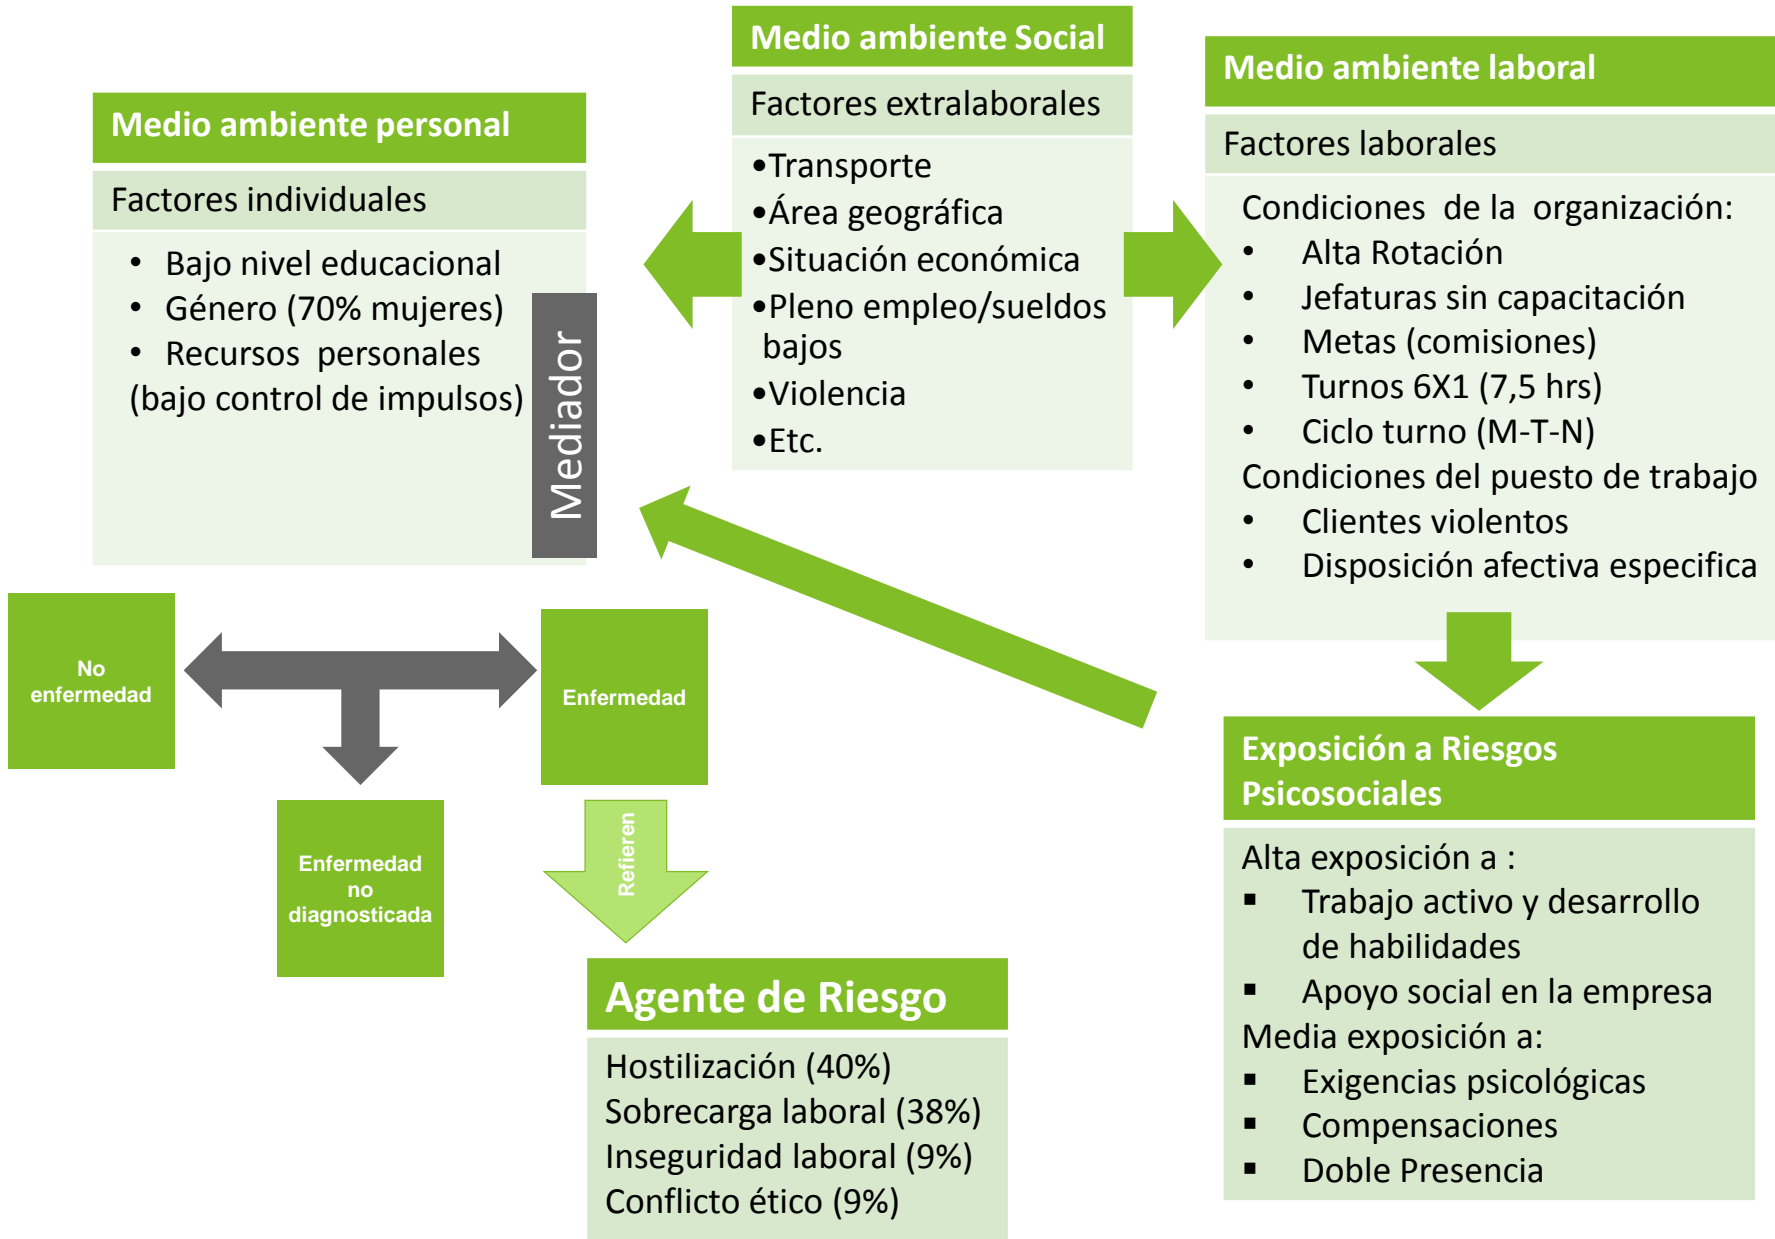 Medio ambiente personal
Factores individuales
• Bajo nivel educacional
• Género (70% mujeres)
• Recursos personales
(bajo control de impulsos)
Mediador
Medio ambiente Social
Factores extralaborales
•Transporte
•Área geográfica
•Situación económica
•Pleno empleo/sueldos
bajos
•Violencia
•Etc.
Medio ambiente laboral
Factores laborales
Condiciones de la organización:
• Alta Rotación
• Jefaturas sin capacitación
• Metas (comisiones)
• Turnos 6X1 (7,5 hrs)
• Ciclo turno (M-T-N)
Condiciones del puesto de trabajo
• Clientes violentos
• Disposición afectiva especifica
No
enfermedad
Enfermedad
Enfermedad
no
diagnosticada
Refieren
Agente de Riesgo
Hostilización (40%)
Sobrecarga laboral (38%)
Inseguridad laboral (9%)
Conflicto ético (9%)
Exposición a Riesgos
Psicosociales
Alta exposición a :
▪ Trabajo activo y desarrollo
de habilidades
▪ Apoyo social en la empresa
Media exposición a:
▪ Exigencias psicológicas
▪ Compensaciones
▪ Doble Presencia